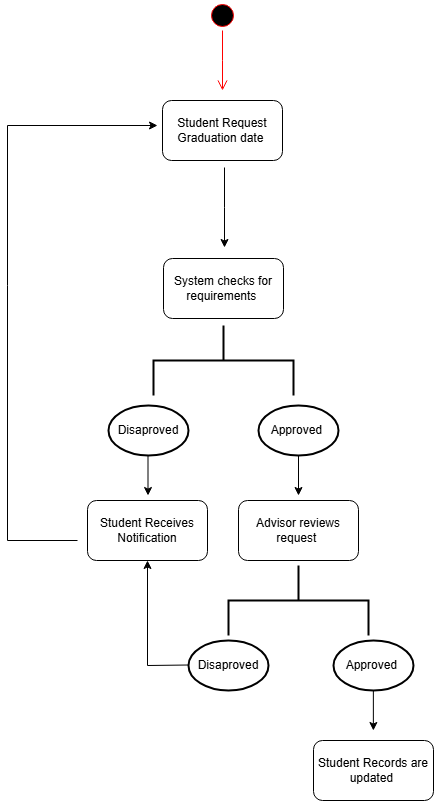 Student Request
Graduation date
System checks for
requirements
Disaproved
Approved
Student Receives
Notification
Advisor reviews
request
Disaproved
Approved
Student Records are
updated